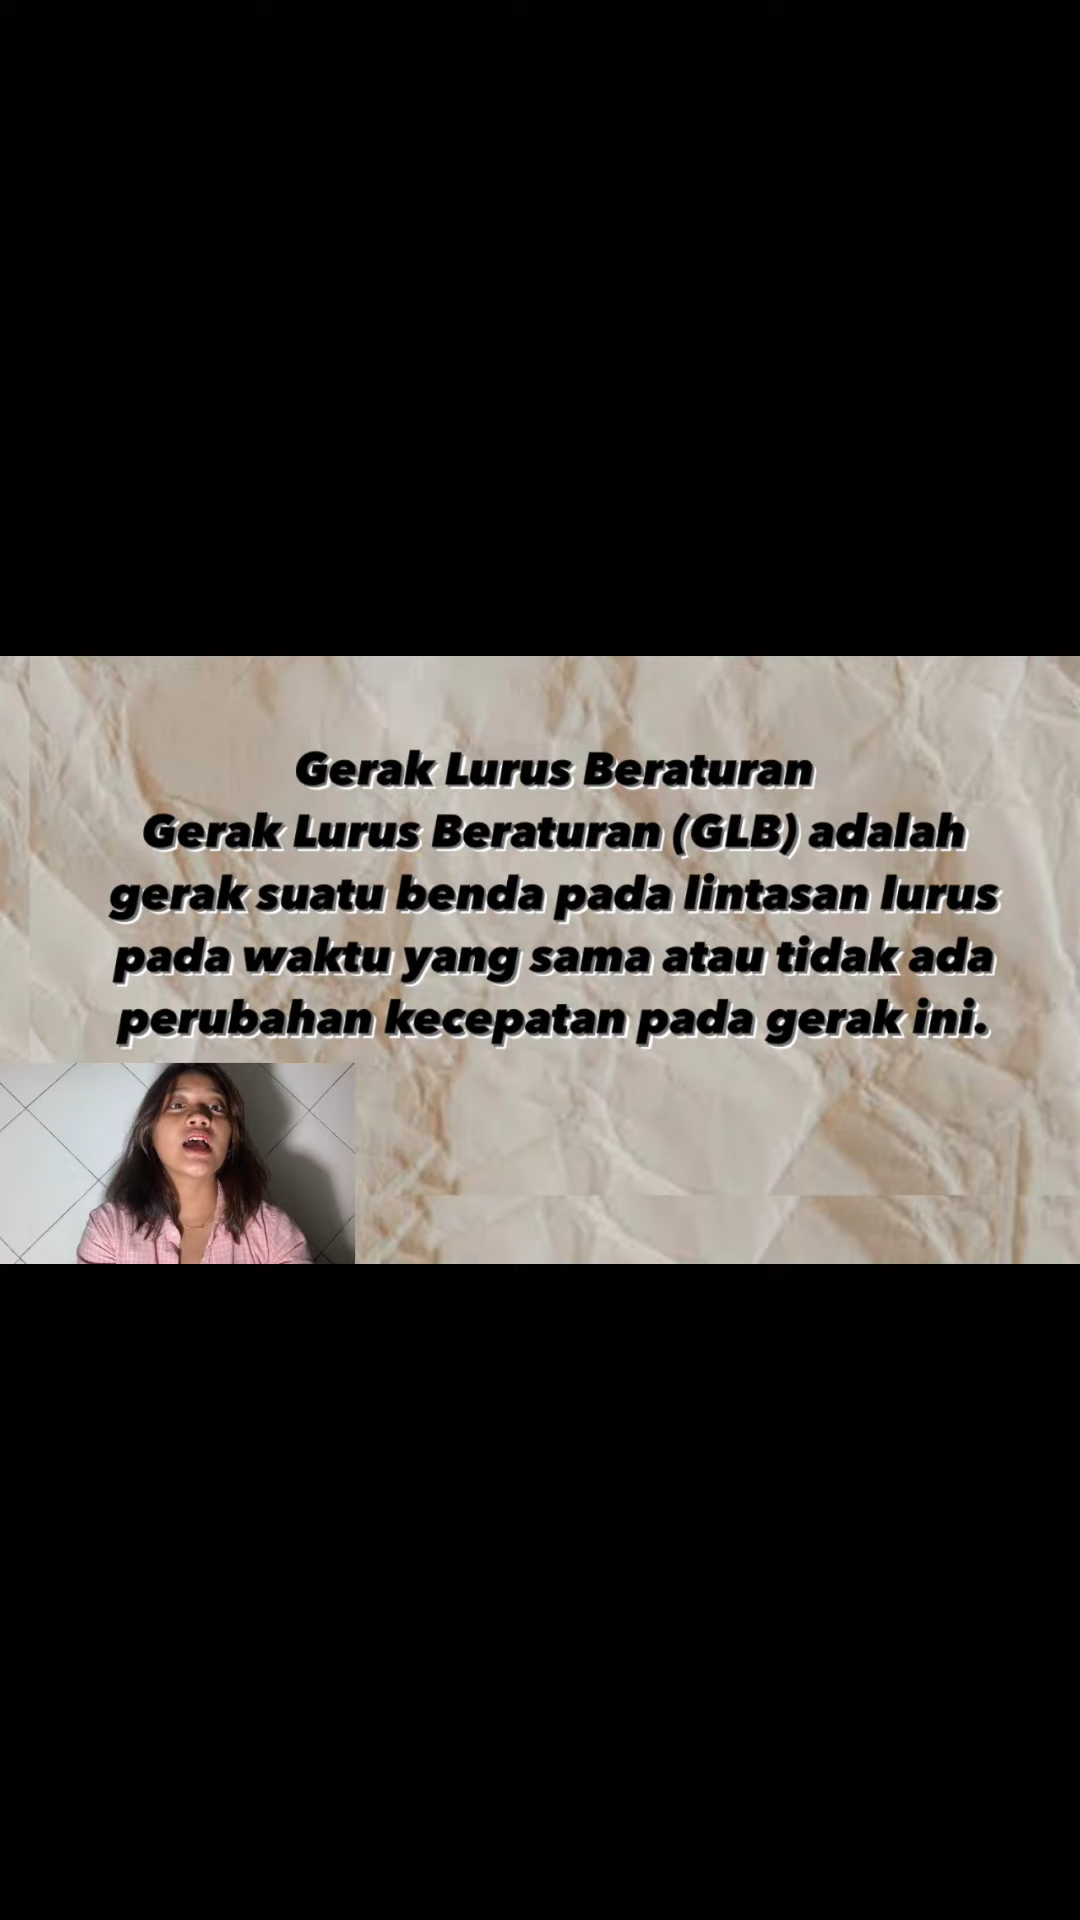 Gerak Lurus Beraturan
Gerak Lurus Beraturan (GLB) adalah
gerak suatu benda pada lintasan lurus
pada waktu yang sama atau tidak ada
perubahan kecepatan pada gerak ini.